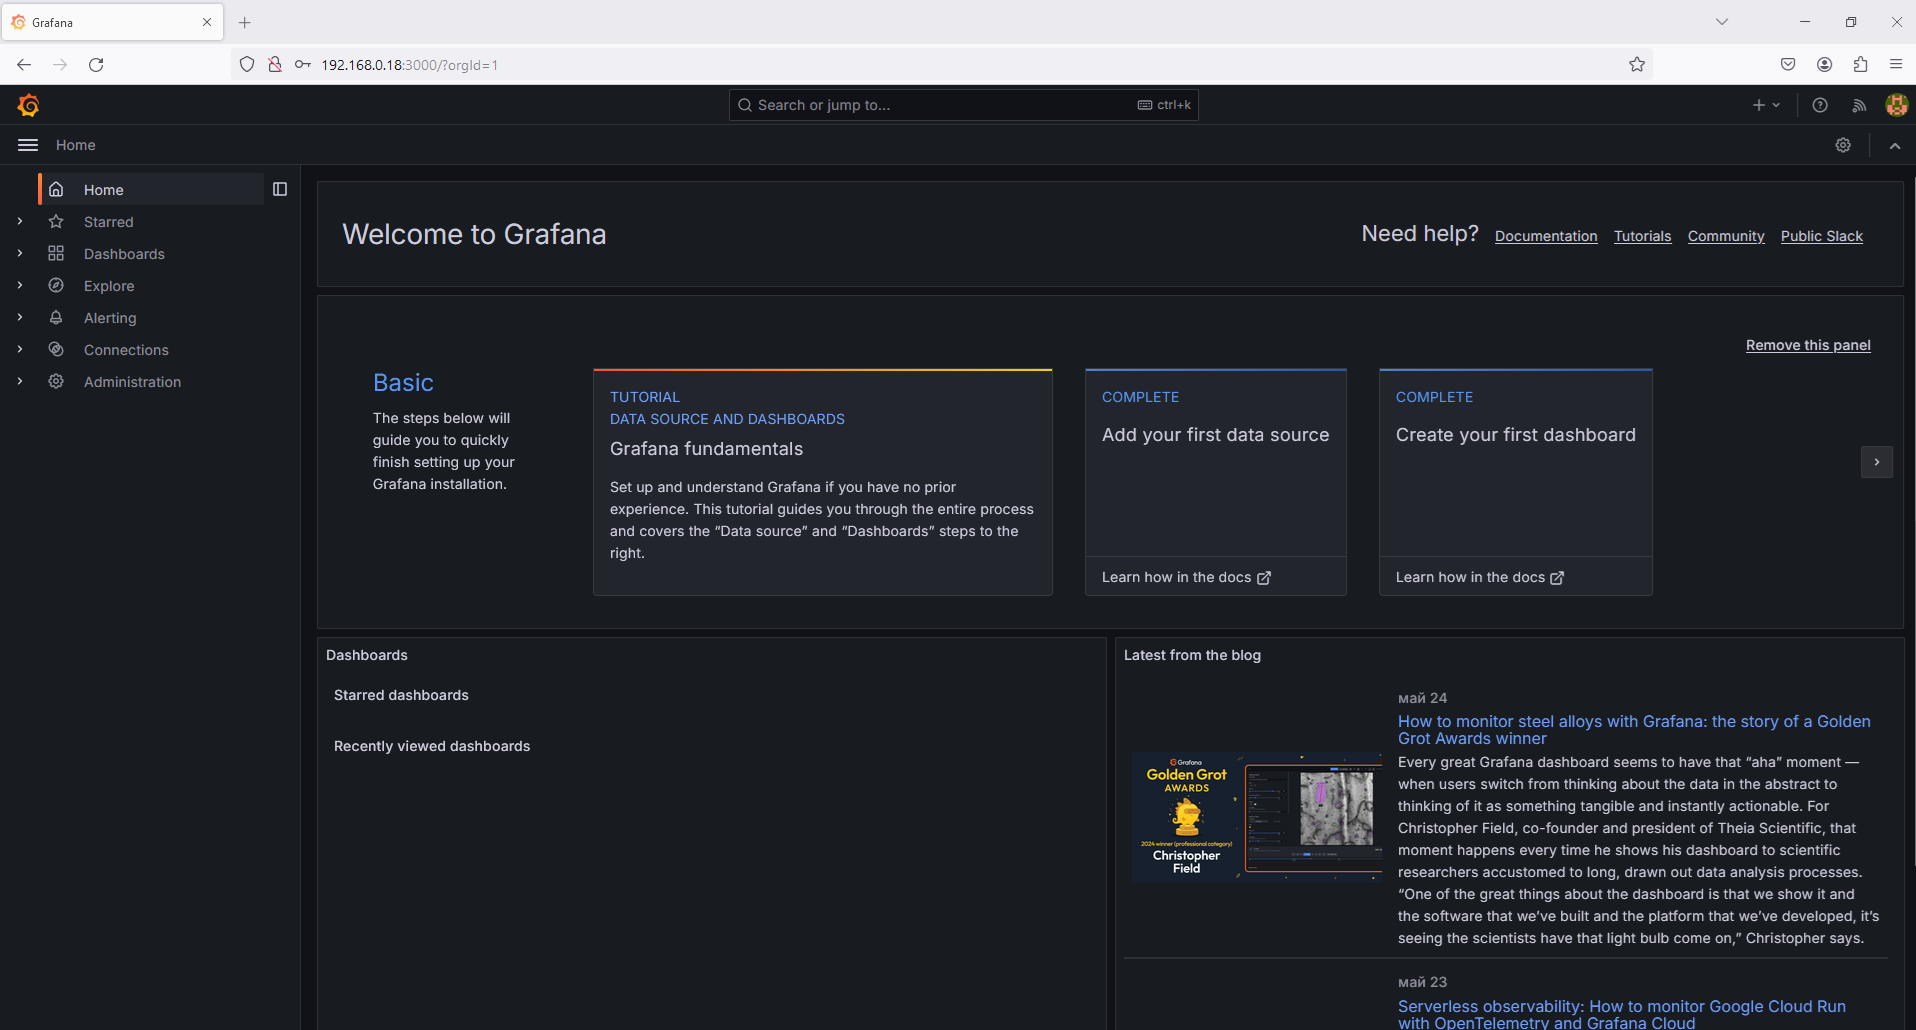 Grafana
192.168.0.18:3000/?orgId=1
Search or jump to...
ctrl+k
Home
Home
Starred
Dashboards
Explore
Alerting
Connections
Administration
Welcome to Grafana
Need help?
Documentation
Tutorials
Community
Public Slack
Remove this panel
Basic
The steps below will
guide you to quickly
finish setting up your
Grafana installation.
TUTORIAL
DATA SOURCE AND DASHBOARDS
Grafana fundamentals
Set up and understand Grafana if you have no prior
experience. This tutorial guides you through the entire process
and covers the “Data source” and “Dashboards” steps to the
right.
COMPLETE
Add your first data source
Learn how in the docs
COMPLETE
Create your first dashboard
Learn how in the docs
Dashboards
Starred dashboards
Recently viewed dashboards
Latest from the blog
Grafana
Golden Grot
AWARDS
2024 winner (professional category)
Christopher
Field
май 24
How to monitor steel alloys with Grafana: the story of a Golden
Grot Awards winner
Every great Grafana dashboard seems to have that “aha” moment —
when users switch from thinking about the data in the abstract to
thinking of it as something tangible and instantly actionable. For
Christopher Field, co-founder and president of Theia Scientific, that
moment happens every time he shows his dashboard to scientific
researchers accustomed to long, drawn out data analysis processes.
“One of the great things about the dashboard is that we show it and
the software that we’ve built and the platform that we’ve developed, it’s
seeing the scientists have that light bulb come on,” Christopher says.
май 23
Serverless observability: How to monitor Google Cloud Run
with OpenTelemetry and Grafana Cloud